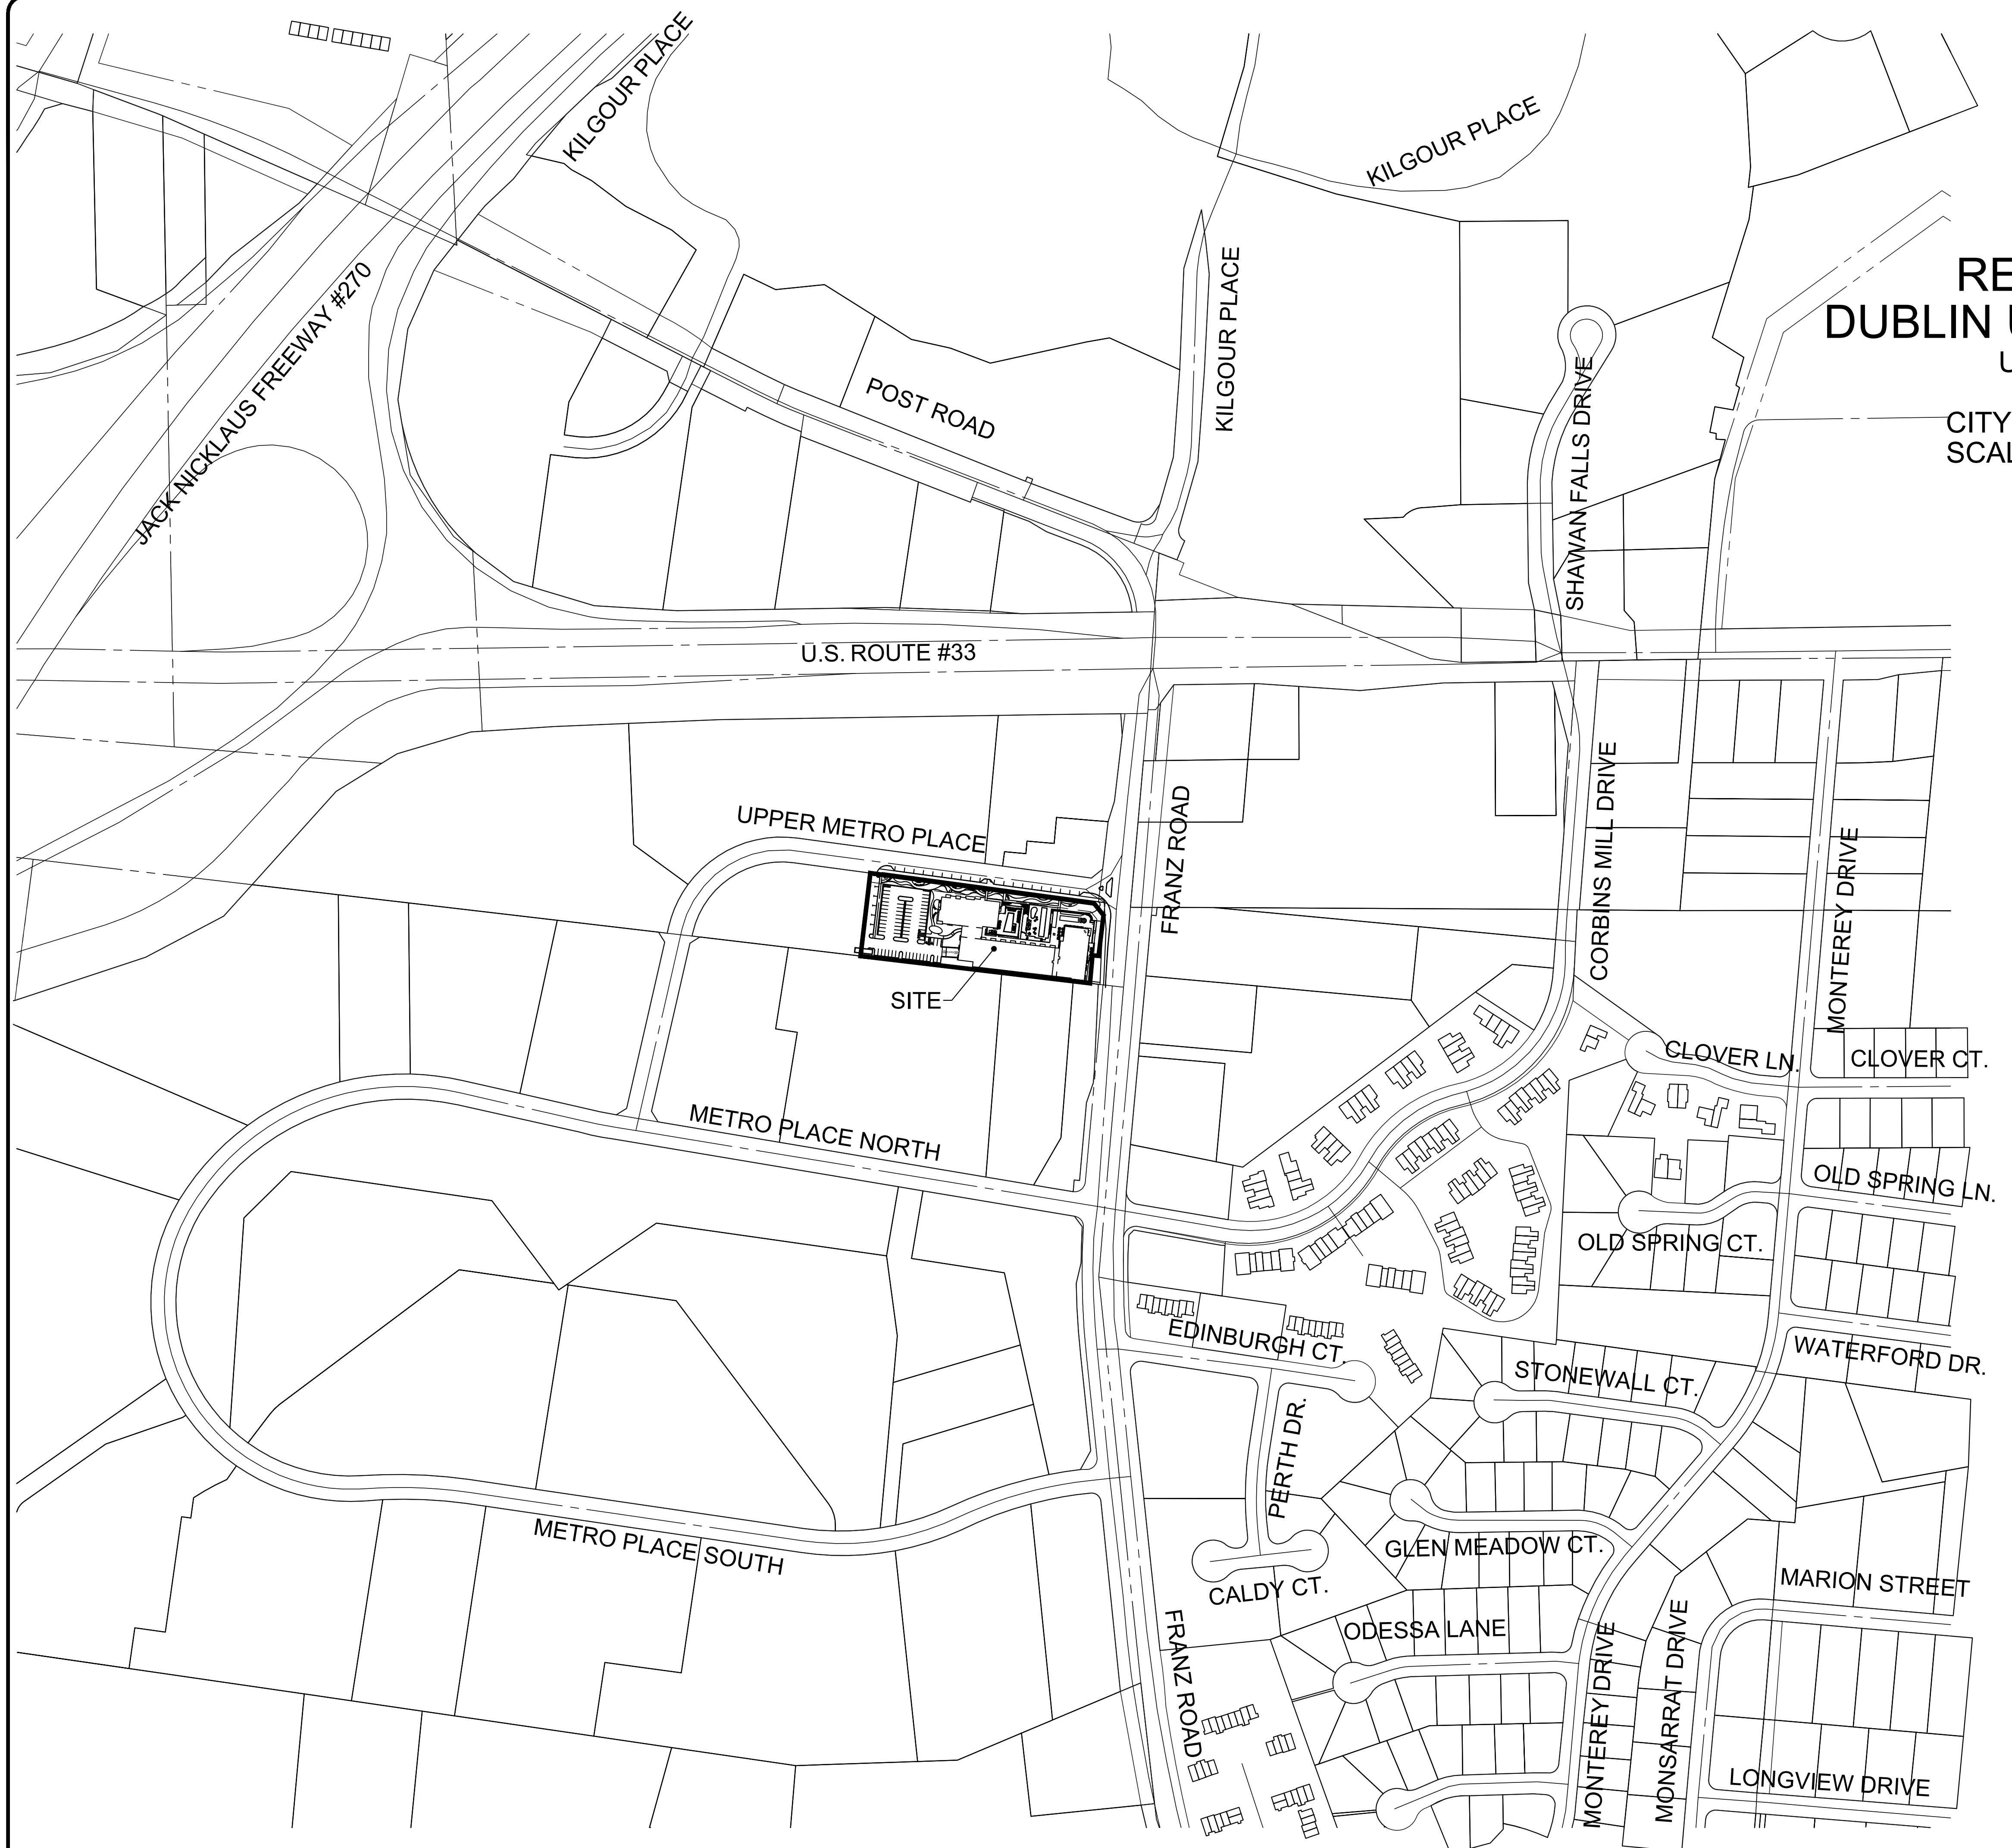 KILGOUR PLACE
KILGOUR PLACE
JACK NICKLAUS FREEWAY #270
KILGOUR PLACE
RE
DUBLIN U
U
POST ROAD
SHAWAN FALLS DRIVE
CITY
SCAL
U.S. ROUTE #33
UPPER METRO PLACE
FRANZ ROAD
CORBINS MILL DRIVE
MONTEREY DRIVE
SITE
CLOVER LN.
CLOVER CT.
METRO PLACE NORTH
OLD SPRING LN.
OLD SPRING CT.
EDINBURGH CT.
WATERFORD DR.
STONEWALL CT.
PERTH DR.
METRO PLACE SOUTH
GLEN MEADOW CT.
CALDY CT.
MARION STREET
ODESSA LANE
FRANZ ROAD
MONTEREY DRIVE
MONSARRAT DRIVE
LONGVIEW DRIVE